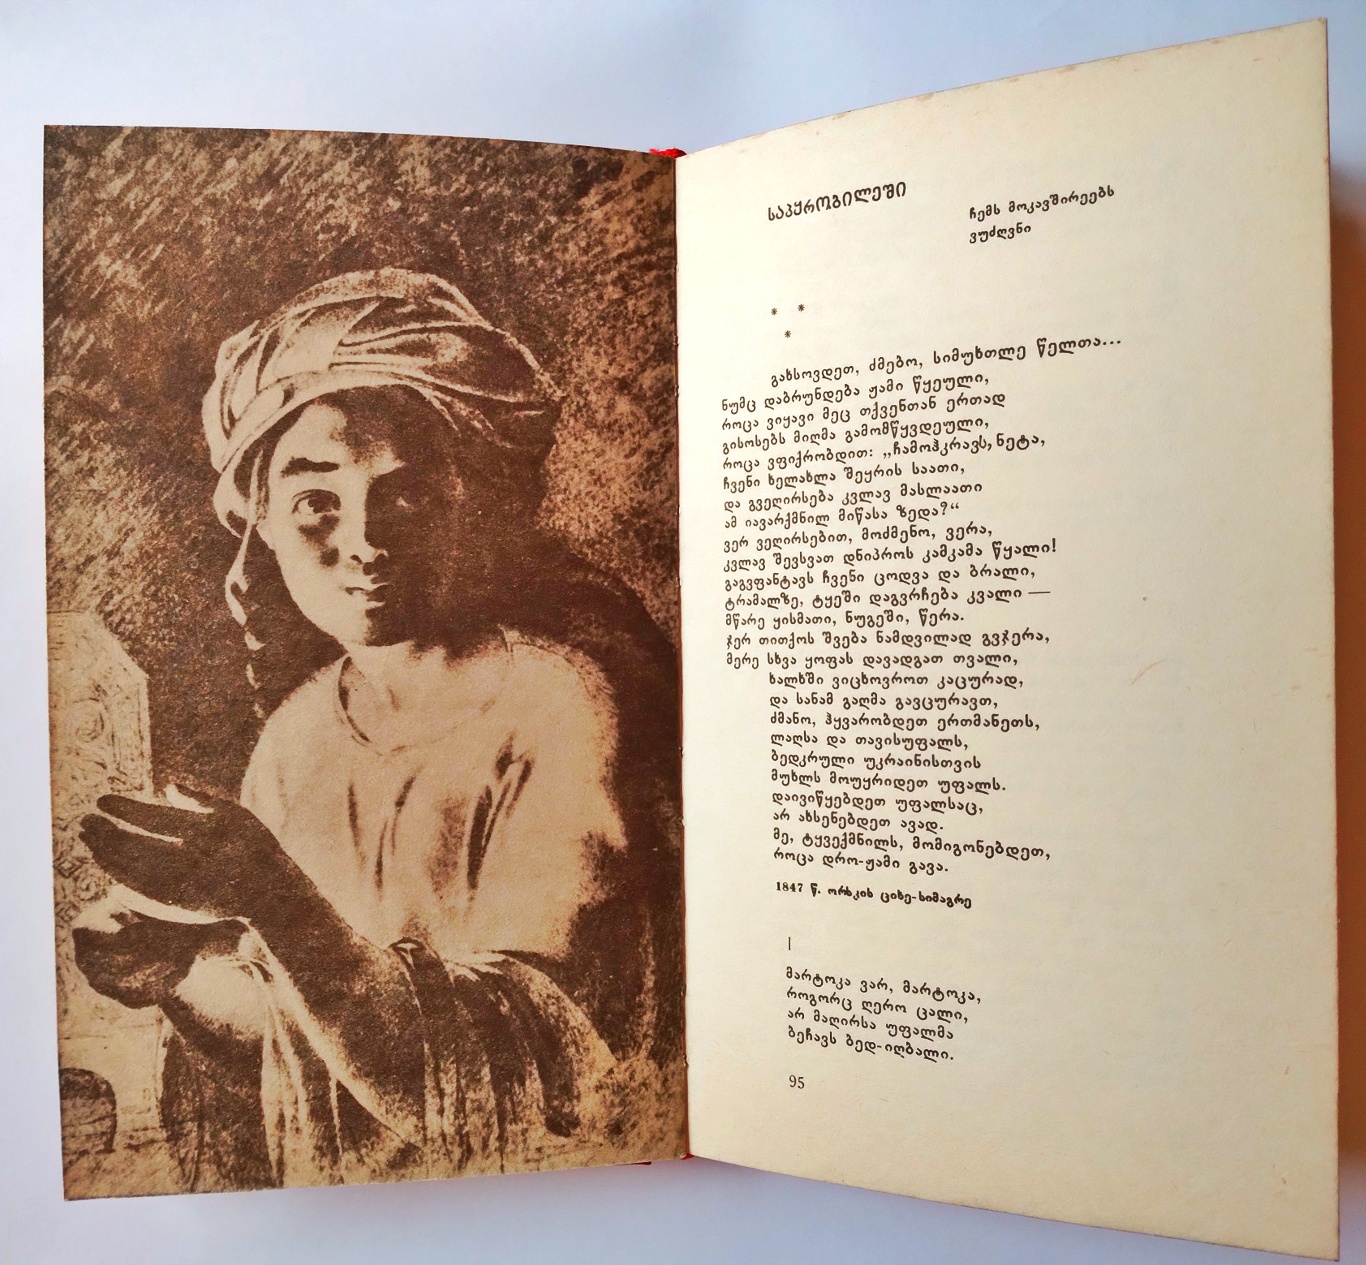 საპყრობილეში
ჩემს მოკავშირეებს
ვუძღვნი
* *
*
გახსოვდეთ, ძმებო, სიმუხთლე წელთა...
ნუმც დაბრუნდება ჟამი წყეული,
როცა ვიყავი მეც თქვენთან ერთად
გისოსებს მიღმა გამომწყვდეული,
როცა ვფიქრობდით: „ჩამოჰკრავს, ნეტა,
ჩვენი ხელახლა შეყრის საათი,
და გვეღირსება კვლავ მასლაათი
ამ იავარქმნილ მიწასა ზედა?“
ვერ ვეღირსებით, მოძმენო, ვერა,
კვლავ შევსვათ დნიპროს კამკამა წყალი!
გაგვფანტავს ჩვენი ცოდვა და ბრალი,
ტრამალზე, ტყეში დაგვრჩება კვალი —
მწარე ყისმათი, ნუგეში, წერა.
ჯერ თითქოს შვება ნამდვილად გვჯერა,
მერე სხვა ყოფას დავადგათ თვალი,
ხალხში ვიცხოვროთ კაცურად,
და სანამ გაღმა გავცურავთ,
ძმანო, ჰყვარობდეთ ერთმანეთს,
ლაღსა და თავისუფალს,
ბედკრული უკრაინისთვის
მუხლს მოუყრიდეთ უფალს.
დაივიწყებდეთ უფალსაც,
არ ახსენებდეთ ავად.
მე, ტყვექმნილს, მომიგონებდეთ,
როცა დრო-ჟამი გავა.
1847 წ. ორსკის ციხე-სიმაგრე
I
მარტოკა ვარ, მარტოკა,
როგორც ღერო ცალი,
არ მაღირსა უფალმა
ბეჩავს ბედ-იღბალი.
95